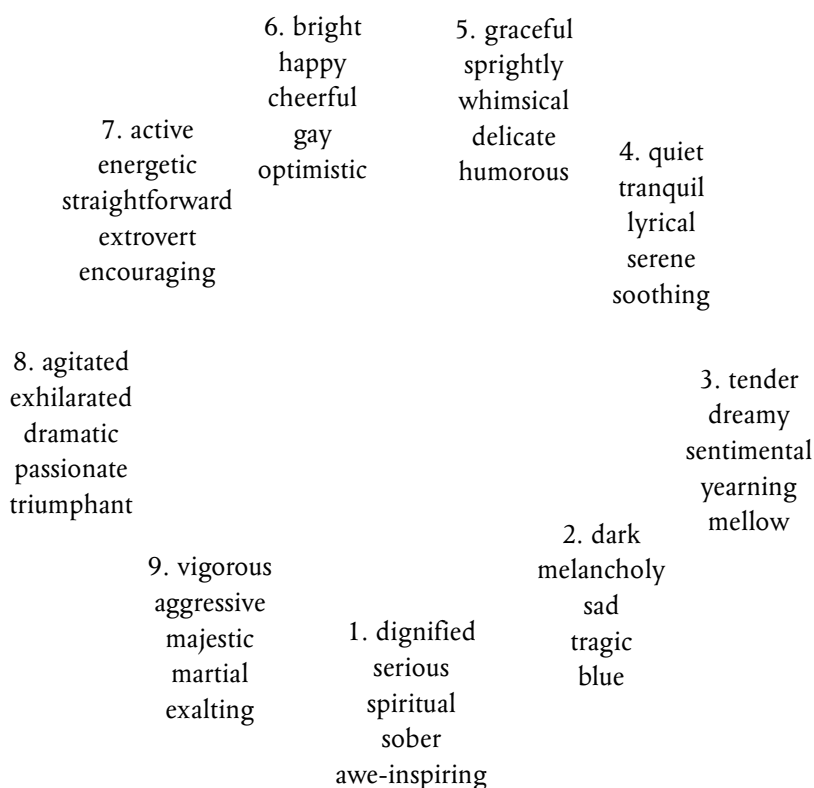 6. bright
happy
cheerful
gay
optimistic
5. graceful
sprightly
whimsical
delicate
humorous
7. active
energetic
straightforward
extrovert
encouraging
4. quiet
tranquil
lyrical
serene
soothing
8. agitated
exhilarated
dramatic
passionate
triumphant
3. tender
dreamy
sentimental
yearning
mellow
9. vigorous
aggressive
majestic
martial
exalting
2. dark
melancholy
sad
tragic
blue
1. dignified
serious
spiritual
sober
awe-inspiring